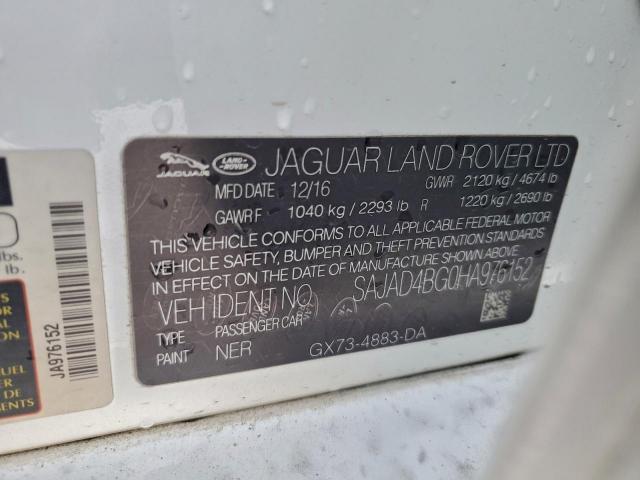 JAGUAR LAND ROVER JAGUAR LAND ROVER LTD
MFD DATE 12/16 GWR 2120 kg / 4674 lb
GAWR F 1040 kg / 2293 lb R 1220 kg / 2690 lb
THIS VEHICLE CONFORMS TO ALL APPLICABLE FEDERAL MOTOR
VEHICLE SAFETY, BUMPER AND THEFT PREVENTION STANDARDS
IN EFFECT ON THE DATE OF MANUFACTURE SHOWN ABOVE
VEH IDENT NO SAJAD4BG0HA976152
TYPE PASSENGER CAR
PAINT NER GX73-4883-DA
JA976152
lbs.
lb.